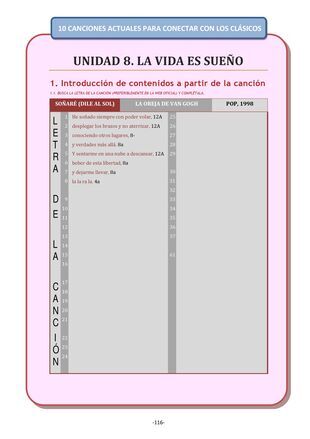 10 CANCIONES ACTUALES PARA CONECTAR CON LOS CLÁSICOS
UNIDAD 8. LA VIDA ES SUEÑO
1. Introducción de contenidos a partir de la canción
1.1. BUSCA LA LETRA DE LA CANCIÓN (PREFERIBLEMENTE EN LA WEB OFICIAL) Y COMPLÉTALA.
SOÑARÉ (DILE AL SOL) LA OREJA DE VAN GOGH POP, 1998
LETRA DE LA CANCIÓN
1 He soñado siempre con poder volar, 12A
2 desplegar los brazos y no aterrizar, 12A
3 conociendo otros lugares, 8-
4 y verdades más allá. 8a
5 Y sentarme en una nube a descansar, 12A
6 beber de esta libertad, 8a
7 y dejarme llevar, 8a
8 la la ra la. 4a
9
10
11
12
13
14
15
16
17
18
19
20
21
22
23
24
25
26
27
28
29
30
31
32
33
34
35
36
37
-116-